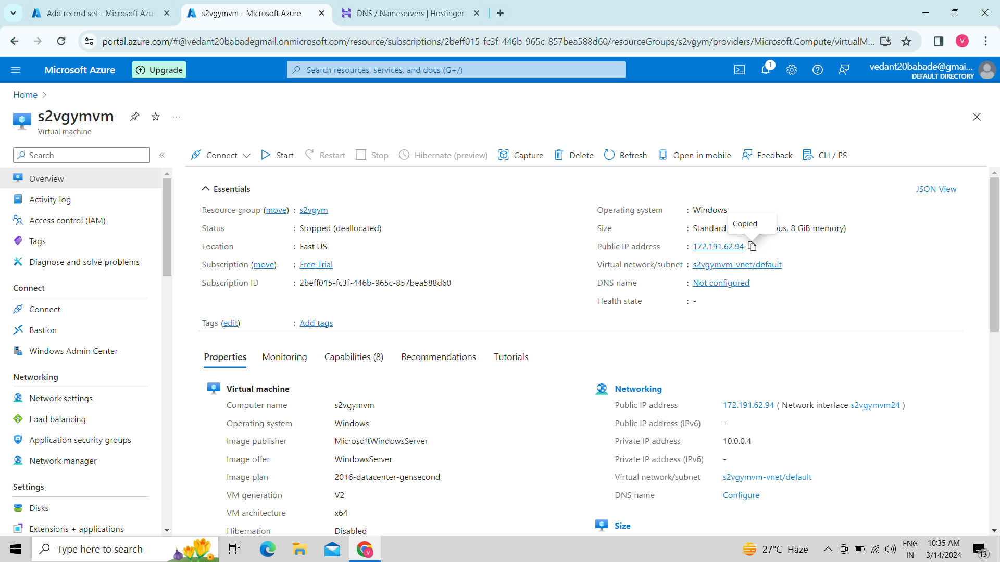 Add record set - Microsoft Azur
s2vgymvm - Microsoft Azure
DNS / Nameservers | Hostinger
portal.azure.com/#@vedant20babadegmail.onmicrosoft.com/resource/subscriptions/2beff015-fc3f-446b-965c-857bea588d60/resourceGroups/s2vgym/providers/Microsoft.Compute/virtualM...
V
Microsoft Azure
Upgrade
Search resources, services, and docs (G+/)
1
vedant20babade@gmai...
DEFAULT DIRECTORY
Home
s2vgymvm
Virtual machine
Search
Connect
Start
Restart
Stop
Hibernate (preview)
Capture
Delete
Refresh
Open in mobile
Feedback
CLI / PS
Overview
Activity log
Access control (IAM)
Tags
Diagnose and solve problems
Connect
Connect
Bastion
Windows Admin Center
Networking
Network settings
Load balancing
Application security groups
Network manager
Settings
Disks
Extensions + applications
Essentials
JSON View
Resource group (move) : s2vgym
Status : Stopped (deallocated)
Location : East US
Subscription (move) : Free Trial
Subscription ID : 2beff015-fc3f-446b-965c-857bea588d60
Operating system : Windows
Copied
Size : Standard pus, 8 GiB memory)
Public IP address : 172.191.62.94
Virtual network/subnet : s2vgymvm-vnet/default
DNS name : Not configured
Health state : -
Tags (edit) : Add tags
Properties
Monitoring
Capabilities (8)
Recommendations
Tutorials
Virtual machine
Computer name s2vgymvm
Operating system Windows
Image publisher MicrosoftWindowsServer
Image offer WindowsServer
Image plan 2016-datacenter-gensecond
VM generation V2
VM architecture x64
Hibernation Disabled
Networking
Public IP address 172.191.62.94 ( Network interface s2vgymvm24 )
Public IP address (IPv6) -
Private IP address 10.0.0.4
Private IP address (IPv6) -
Virtual network/subnet s2vgymvm-vnet/default
DNS name Configure
Size
Type here to search
V
27°C Haze
ENG
IN
10:35 AM
3/14/2024
13